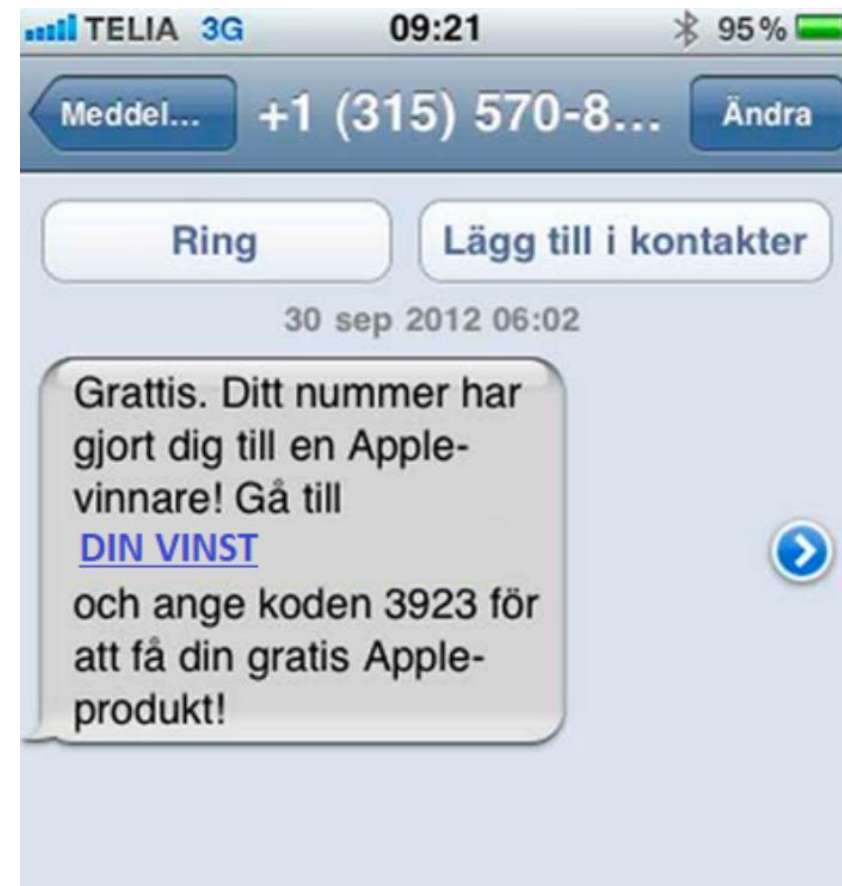 TELIA 3G 09:21 95%
Meddel... +1 (315) 570-8... Ändra
Ring Lägg till i kontakter
30 sep 2012 06:02
Grattis. Ditt nummer har
gjort dig till en Apple-
vinnare! Gå till
DIN VINST
och ange koden 3923 för
att få din gratis Apple-
produkt!